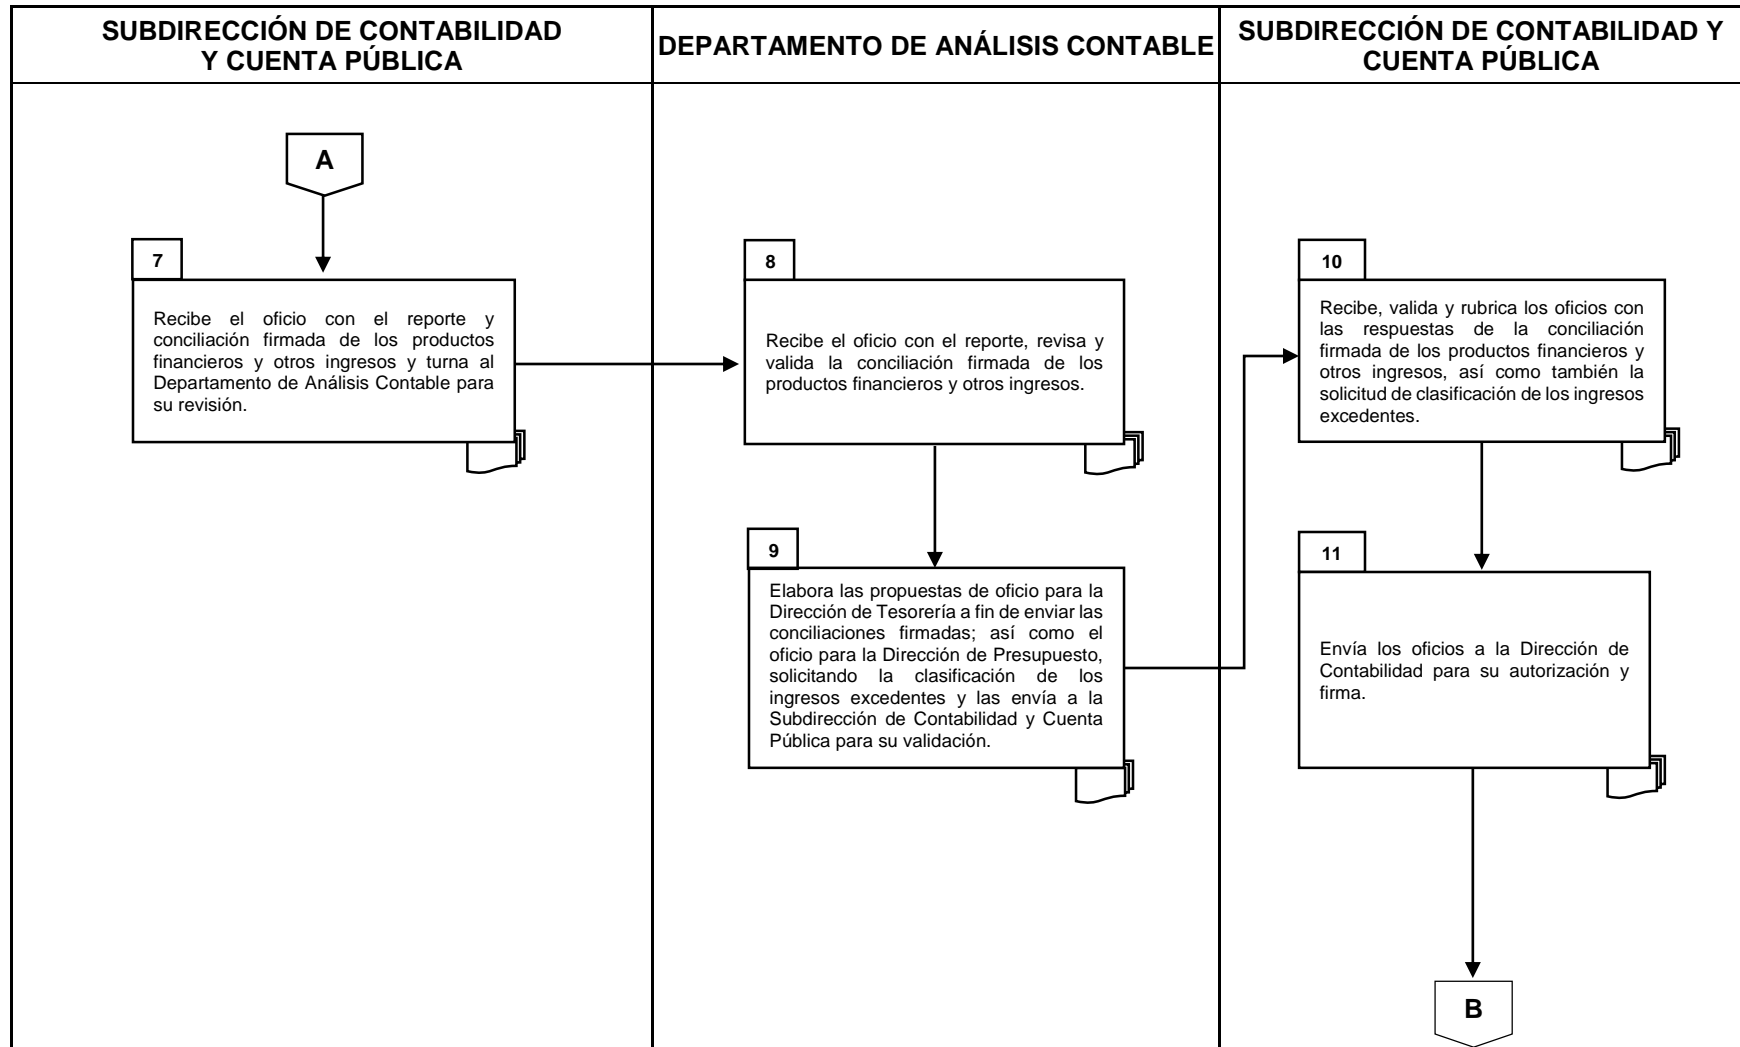 SUBDIRECCIÓN DE CONTABILIDAD
Y CUENTA PÚBLICA
DEPARTAMENTO DE ANÁLISIS CONTABLE
SUBDIRECCIÓN DE CONTABILIDAD Y
CUENTA PÚBLICA
A
7
Recibe el oficio con el reporte y
conciliación firmada de los productos
financieros y otros ingresos y turna al
Departamento de Análisis Contable para
su revisión.
8
Recibe el oficio con el reporte, revisa y
valida la conciliación firmada de los
productos financieros y otros ingresos.
9
Elabora las propuestas de oficio para la
Dirección de Tesorería a fin de enviar las
conciliaciones firmadas; así como el
oficio para la Dirección de Presupuesto,
solicitando la clasificación de los
ingresos excedentes y las envía a la
Subdirección de Contabilidad y Cuenta
Pública para su validación.
10
Recibe, valida y rubrica los oficios con
las respuestas de la conciliación
firmada de los productos financieros y
otros ingresos, así como también la
solicitud de clasificación de los ingresos
excedentes.
11
Envía los oficios a la Dirección de
Contabilidad para su autorización y
firma.
B